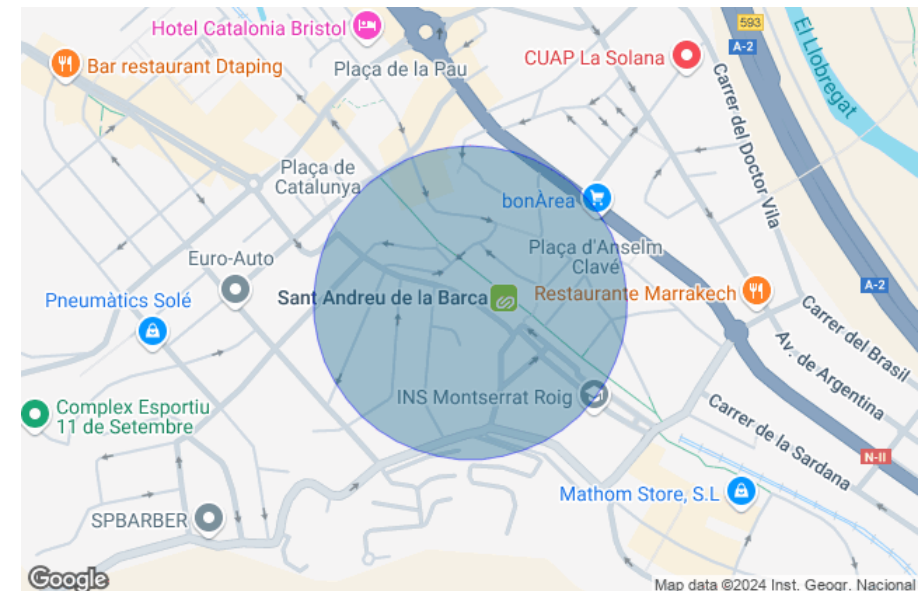 593
Hotel Catalonia Bristol
A-2
CUAP La Solana
El Llobregat
Bar restaurant Dtaping
Plaça de la Pau
Carrer del Doctor Vila
Plaça de
Catalunya
bonÀrea
Plaça d'Anselm
Clavé
Euro-Auto
A-2
Sant Andreu de la Barca
Restaurante Marrakech
Pneumàtics Solé
Carrer del Brasil
Av. de Argentina
INS Montserrat Roig
Complex Esportiu
11 de Setembre
Carrer de la Sardana
N-II
Mathom Store, S.L
SPBARBER
Google
Map data ©2024 Inst. Geogr. Nacional